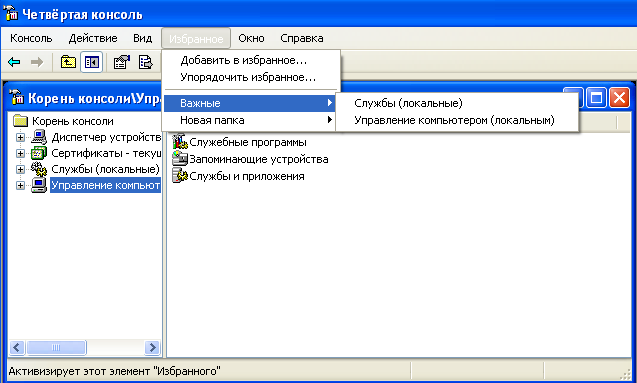 Четвёртая консоль
Консоль Действие Вид Избранное Окно Справка
Добавить в избранное...
Упорядочить избранное...
Важные
Новая папка
Службы (локальные)
Управление компьютером (локальным)
Корень консоли\Упра
Корень консоли
Диспетчер устройств
Сертификаты - текущ
Службы (локальные)
Управление компьют
Служебные программы
Запоминающие устройства
Службы и приложения
Активизирует этот элемент "Избранного"